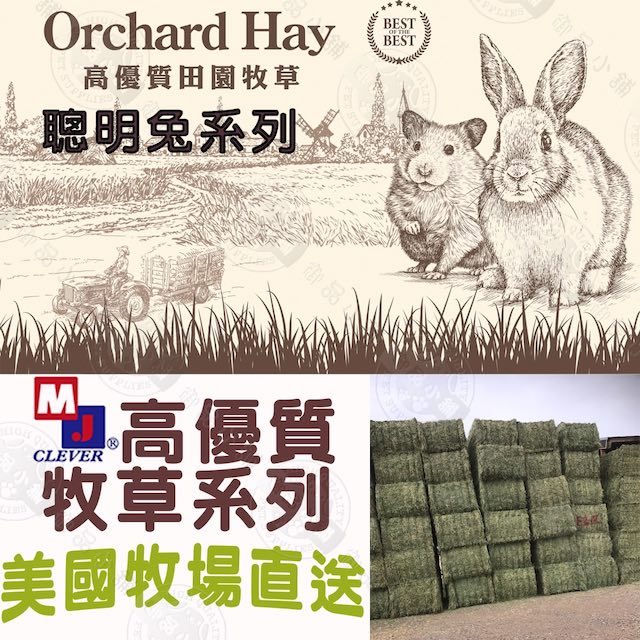 Orchard Hay
BEST
OF THE
BEST
高優質田園牧草
聰明兔系列
MJ
CLEVER®
高優質
牧草系列
美國牧場直送